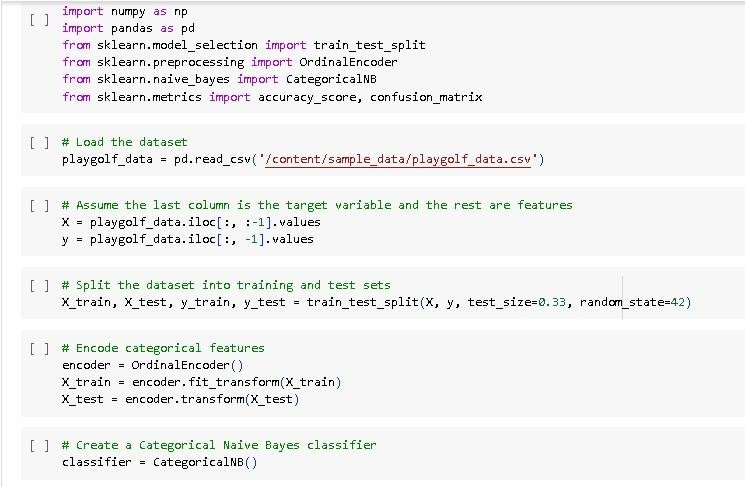 [ ] import numpy as np
import pandas as pd
from sklearn.model_selection import train_test_split
from sklearn.preprocessing import OrdinalEncoder
from sklearn.naive_bayes import CategoricalNB
from sklearn.metrics import accuracy_score, confusion_matrix
[ ] # Load the dataset
playgolf_data = pd.read_csv('/content/sample_data/playgolf_data.csv')
[ ] # Assume the last column is the target variable and the rest are features
X = playgolf_data.iloc[:, :-1].values
y = playgolf_data.iloc[:, -1].values
[ ] # Split the dataset into training and test sets
X_train, X_test, y_train, y_test = train_test_split(X, y, test_size=0.33, random_state=42)
[ ] # Encode categorical features
encoder = OrdinalEncoder()
X_train = encoder.fit_transform(X_train)
X_test = encoder.transform(X_test)
[ ] # Create a Categorical Naive Bayes classifier
classifier = CategoricalNB()